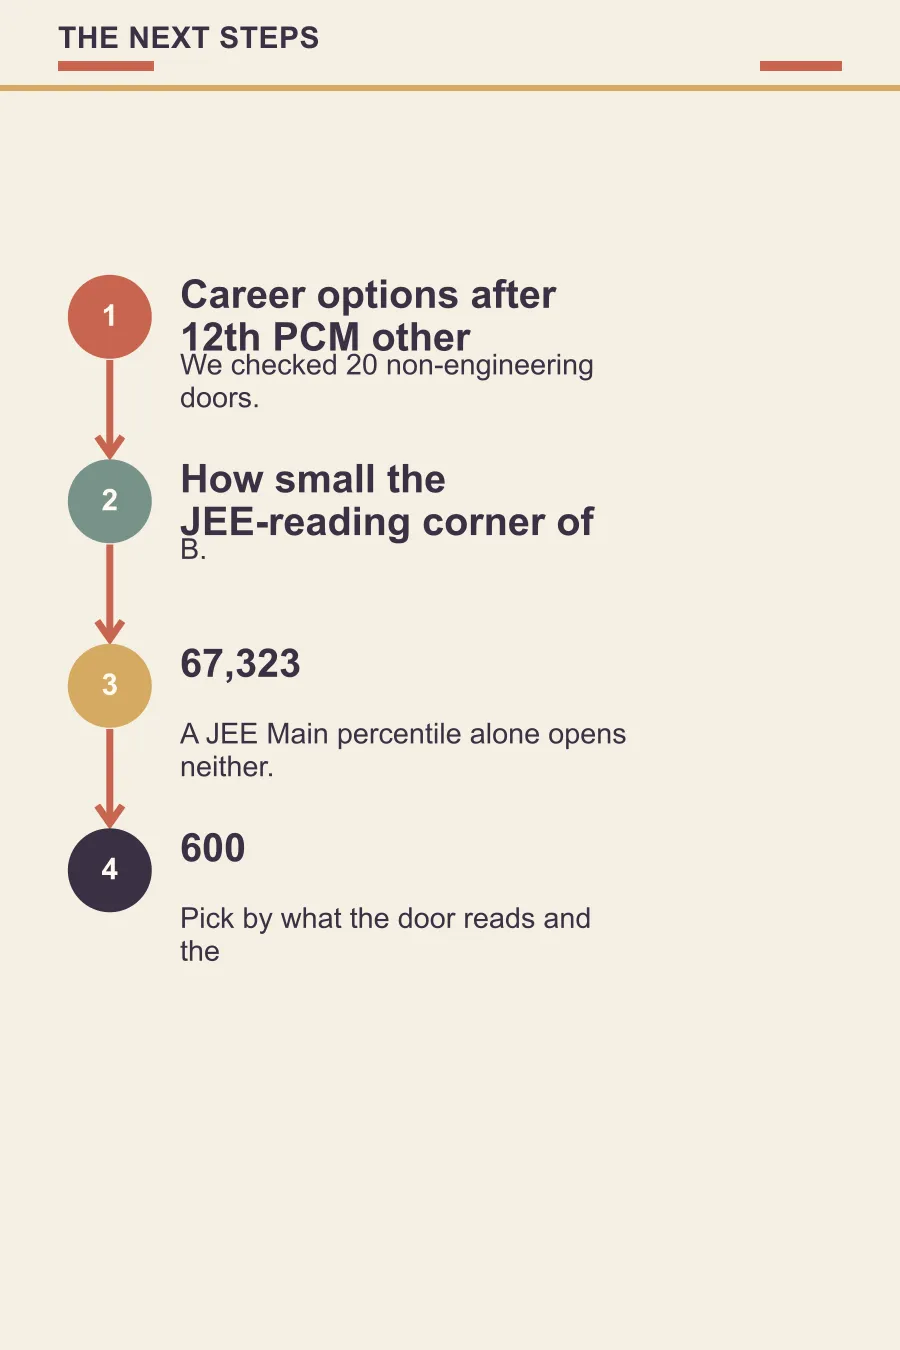 THE NEXT STEPS
1
Career options after
12th PCM other
We checked 20 non-engineering
doors.
2
How small the
JEE-reading corner of
B.
3
67,323
A JEE Main percentile alone opens
neither.
4
600
Pick by what the door reads and
the